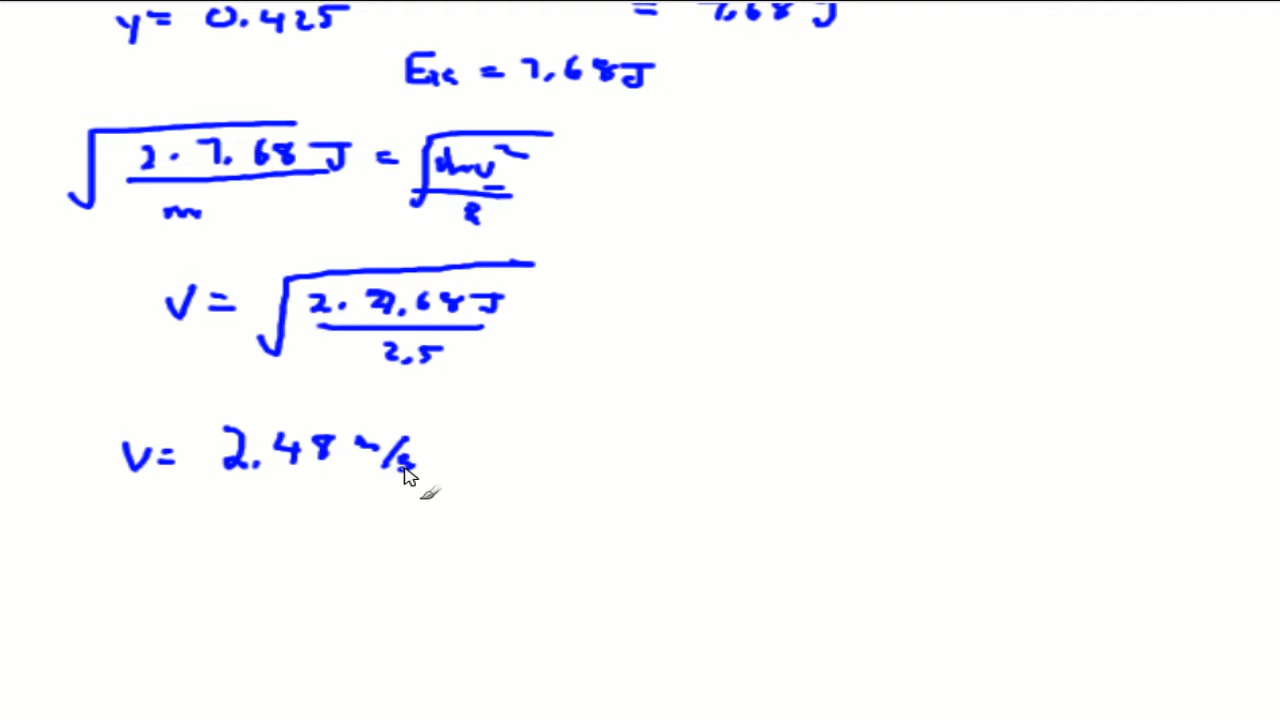 y = 0.425
= 7,68 J
Ek = 7,68 J
√(2 · 7,68 J / m) = √(mv² / 2)
V = √(2 · 7,68 J / 2,5)
V = 2.48 m/s